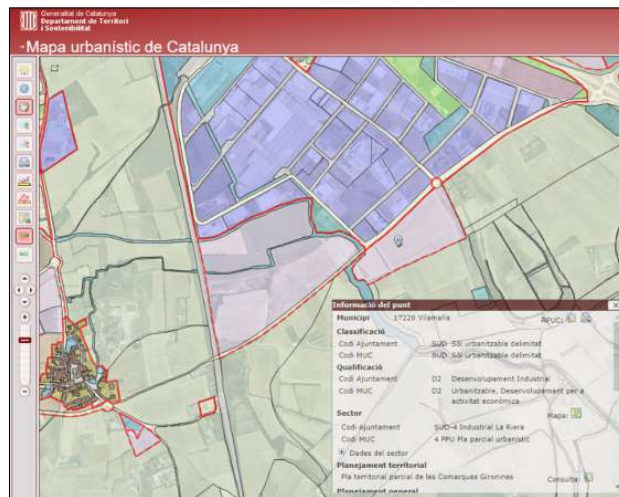 Generalitat de Catalunya
Departament de Territori
i Sostenibilitat
Mapa urbanístic de Catalunya
Informació del punt
Municipi 17226 Vilamalla RPUC:
Classificació
Codi Ajuntament SUD Sòl urbanitzable delimitat
Codi MUC SUD Sòl urbanitzable delimitat
Qualificació
Codi Ajuntament D2 Desenvolupament Industrial
Codi MUC D2 Urbanitzable, Desenvolupament per a
activitat econòmica
Sector Mapa:
Codi Ajuntament SUD-4 Industrial La Riera
Codi MUC 4 PPU Pla parcial urbanístic
Dades del sector
Planejament territorial
Pla territorial parcial de les Comarques Gironines Consulta:
Planejament general